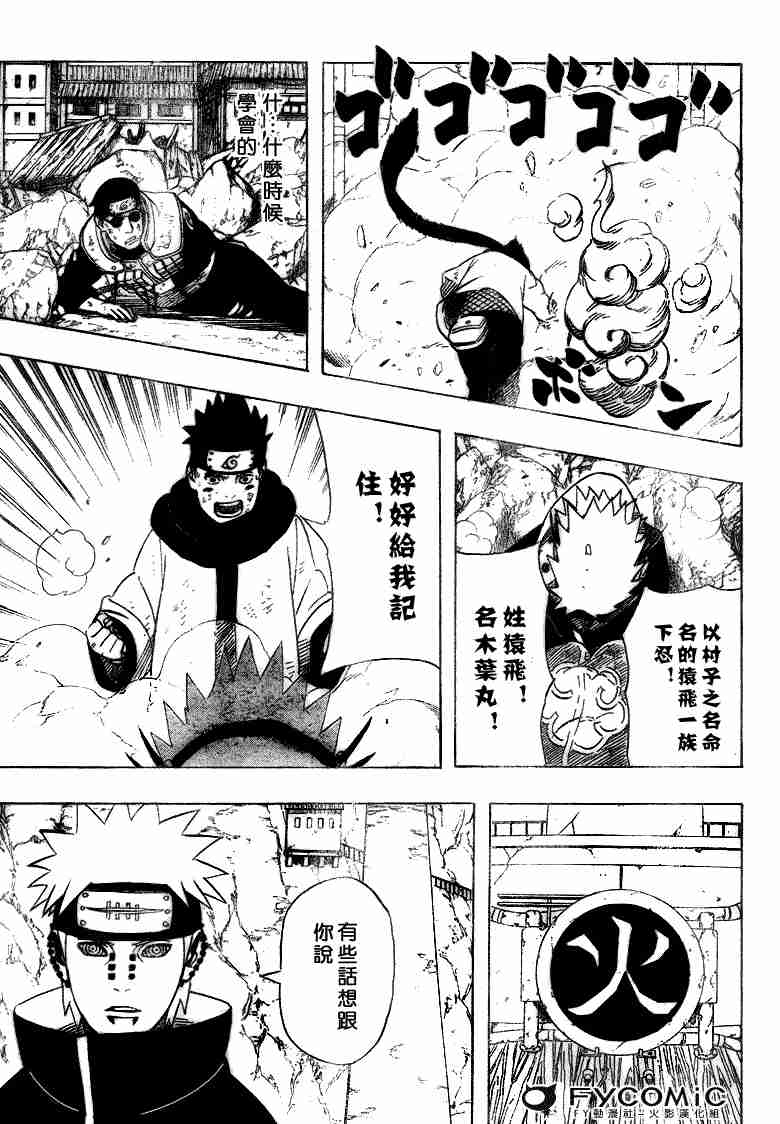 ゴゴゴゴゴ
ボン
什…什麼時候
學會的
以村子之名命
名的猿飛一族
下忍！
姓猿飛！
名木葉丸！
好好給我記
住！
火
有些話想跟
你說
FYCOMiC
FY動漫社-火影漢化組